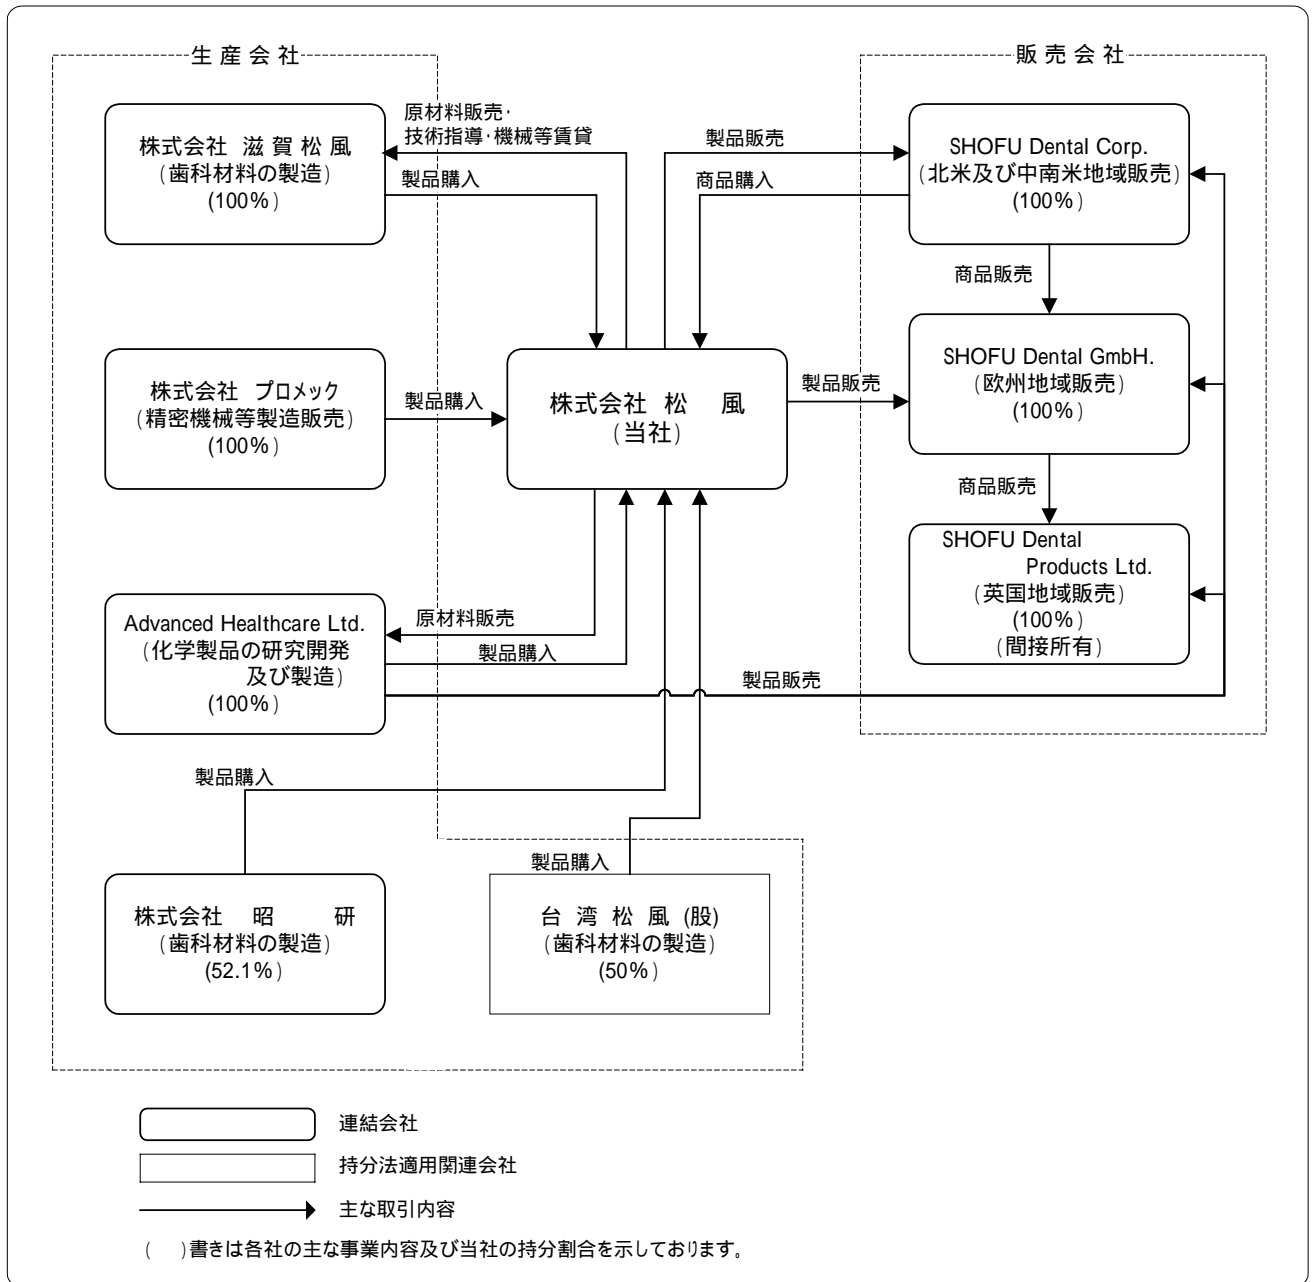 生産会社
販売会社
株式会社 滋賀松風
(歯科材料の製造)
(100%)
原材料販売・
技術指導・機械等賃貸
製品購入
製品販売
商品購入
SHOFU Dental Corp.
(北米及び中南米地域販売)
(100%)
商品販売
株式会社 プロメック
(精密機械等製造販売)
(100%)
製品購入
株式会社 松 風
(当社)
製品販売
SHOFU Dental GmbH.
(欧州地域販売)
(100%)
商品販売
SHOFU Dental
Products Ltd.
(英国地域販売)
(100%)
(間接所有)
Advanced Healthcare Ltd.
(化学製品の研究開発
及び製造)
(100%)
原材料販売
製品購入
製品販売
製品購入
株式会社 昭 研
(歯科材料の製造)
(52.1%)
製品購入
台 湾 松 風 (股)
(歯科材料の製造)
(50%)
連結会社
持分法適用関連会社
主な取引内容
( )書きは各社の主な事業内容及び当社の持分割合を示しております。